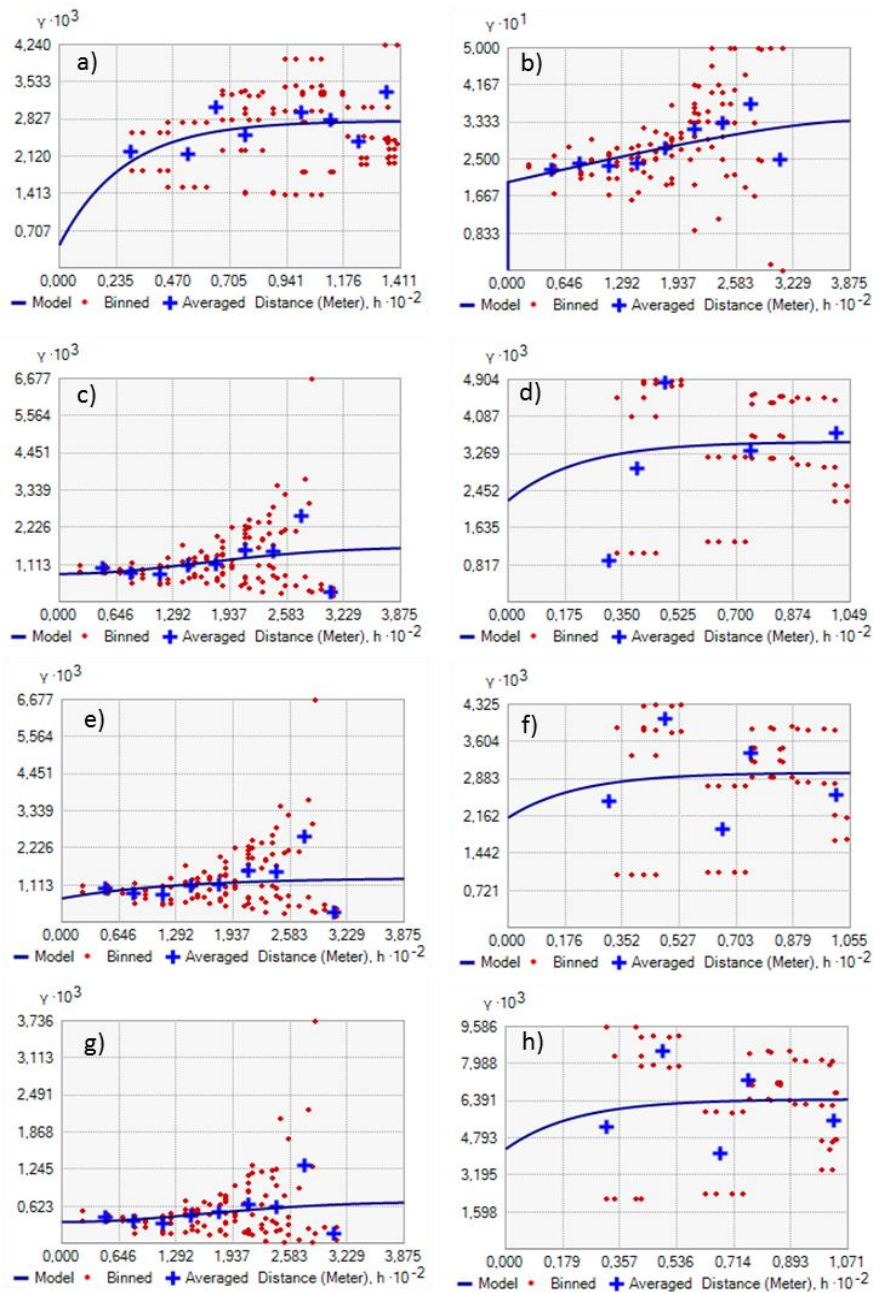 γ · 10³
4,240
3,533
2,827
2,120
1,413
0,707
a)
0,000 0,235 0,470 0,705 0,941 1,176 1,411
Model Binned Averaged Distance (Meter), h · 10⁻²
γ · 10¹
5,000
4,167
3,333
2,500
1,667
0,833
b)
0,000 0,646 1,292 1,937 2,583 3,229 3,875
Model Binned Averaged Distance (Meter), h · 10⁻²
γ · 10³
6,677
5,564
4,451
3,339
2,226
1,113
c)
0,000 0,646 1,292 1,937 2,583 3,229 3,875
Model Binned Averaged Distance (Meter), h · 10⁻²
γ · 10³
4,904
4,087
3,269
2,452
1,635
0,817
d)
0,000 0,175 0,350 0,525 0,700 0,874 1,049
Model Binned Averaged Distance (Meter), h · 10⁻²
γ · 10³
6,677
5,564
4,451
3,339
2,226
1,113
e)
0,000 0,646 1,292 1,937 2,583 3,229 3,875
Model Binned Averaged Distance (Meter), h · 10⁻²
γ · 10³
4,325
3,604
2,883
2,162
1,442
0,721
f)
0,000 0,176 0,352 0,527 0,703 0,879 1,055
Model Binned Averaged Distance (Meter), h · 10⁻²
γ · 10³
3,736
3,113
2,491
1,868
1,245
0,623
g)
0,000 0,646 1,292 1,937 2,583 3,229 3,875
Model Binned Averaged Distance (Meter), h · 10⁻²
γ · 10³
9,586
7,988
6,391
4,793
3,195
1,598
h)
0,000 0,179 0,357 0,536 0,714 0,893 1,071
Model Binned Averaged Distance (Meter), h · 10⁻²